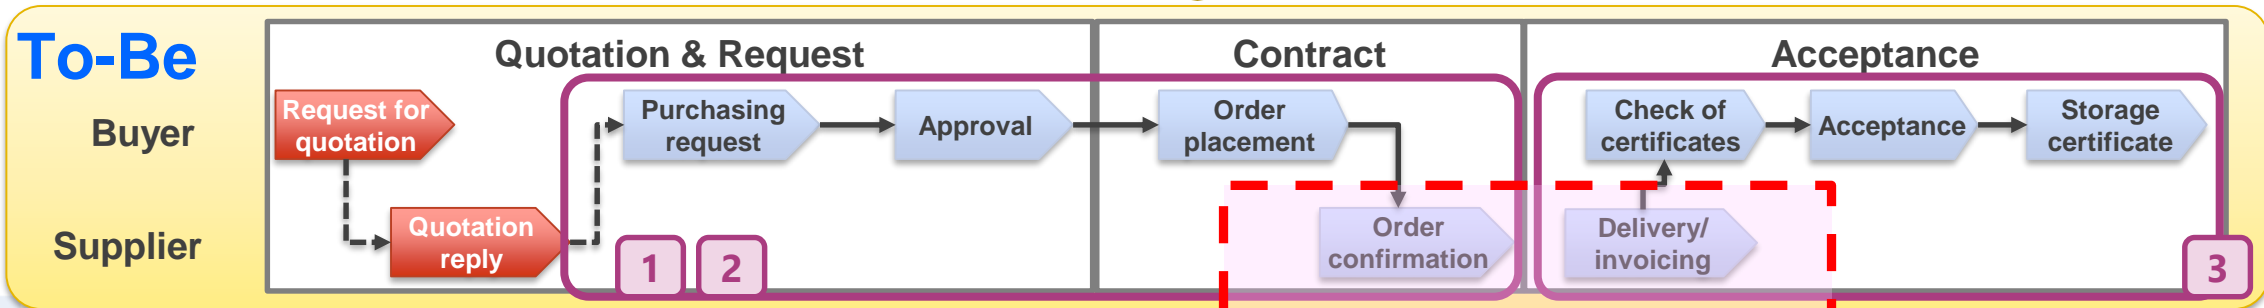 To-Be
Quotation & Request
Contract
Acceptance
Buyer
Request for
quotation
Purchasing
request
Approval
Order
placement
Check of
certificates
Acceptance
Storage
certificate
Supplier
Quotation
reply
1
2
Order
confirmation
Delivery/
invoicing
3